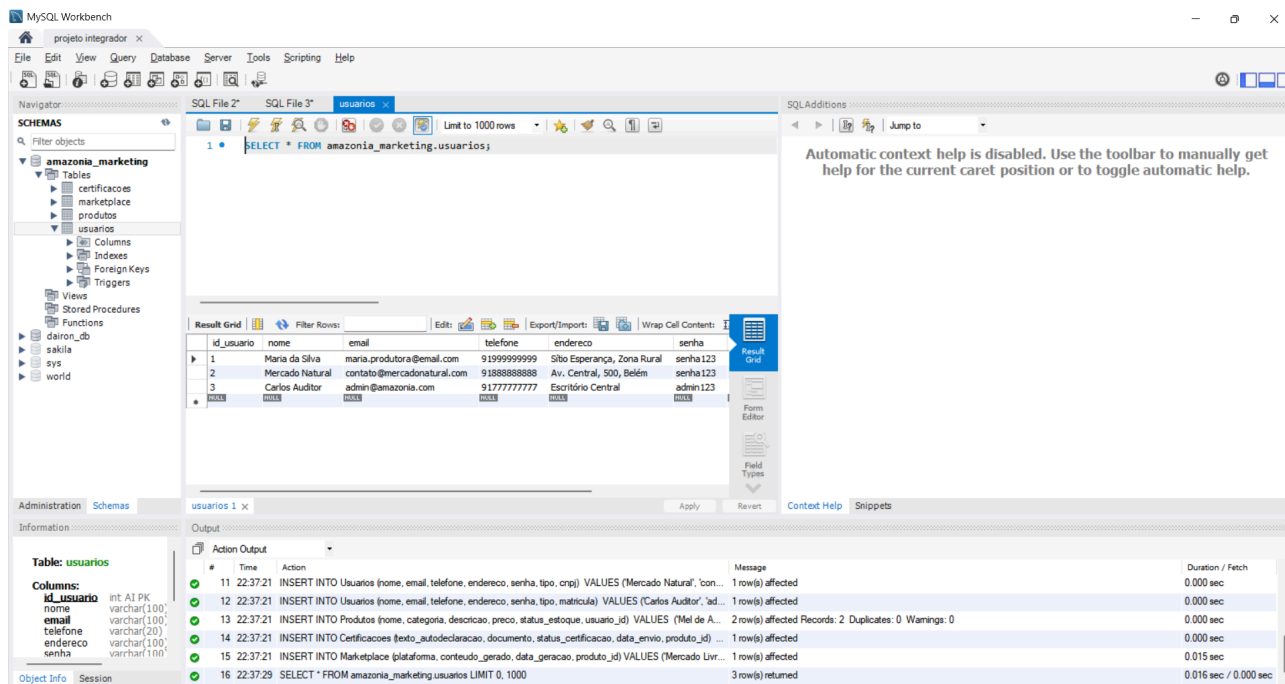 MySQL Workbench
projeto integrador
File Edit View Query Database Server Tools Scripting Help
Navigator
SCHEMAS
Filter objects
amazonia_marketing
Tables
certificacoes
marketplace
produtos
usuarios
Columns
Indexes
Foreign Keys
Triggers
Views
Stored Procedures
Functions
dairon_db
sakila
sys
world
Administration Schemas
Information
Table: usuarios
Columns:
id_usuario int AI PK
nome varchar(100)
email varchar(100)
telefone varchar(20)
endereco varchar(100)
senha varchar(100)
Object Info Session
SQL File 2* SQL File 3* usuarios
Limit to 1000 rows
1 SELECT * FROM amazonia_marketing.usuarios;
Result Grid Filter Rows: Edit: Export/Import: Wrap Cell Content:
id_usuario nome email telefone endereco senha
1 Maria da Silva maria.produtora@email.com 91999999999 Sítio Esperança, Zona Rural senha123
2 Mercado Natural contato@mercadonatural.com 91888888888 Av. Central, 500, Belém senha123
3 Carlos Auditor admin@amazonia.com 91777777777 Escritório Central admin123
NULL NULL NULL NULL NULL NULL
Result Grid
Form Editor
Field Types
usuarios 1 Apply Revert
SQLAdditions
Jump to
Automatic context help is disabled. Use the toolbar to manually get
help for the current caret position or to toggle automatic help.
Context Help Snippets
Output
Action Output
# Time Action Message Duration / Fetch
11 22:37:21 INSERT INTO Usuarios (nome, email, telefone, endereco, senha, tipo, cnpj) VALUES ('Mercado Natural', 'con... 1 row(s) affected 0.000 sec
12 22:37:21 INSERT INTO Usuarios (nome, email, telefone, endereco, senha, tipo, matricula) VALUES ('Carlos Auditor', 'ad... 1 row(s) affected 0.000 sec
13 22:37:21 INSERT INTO Produtos (nome, categoria, descricao, preco, status_estoque, usuario_id) VALUES ('Mel de A... 2 row(s) affected Records: 2 Duplicates: 0 Warnings: 0 0.000 sec
14 22:37:21 INSERT INTO Certificacoes (texto_autodeclaracao, documento, status_certificacao, data_envio, produto_id) ... 1 row(s) affected 0.000 sec
15 22:37:21 INSERT INTO Marketplace (plataforma, conteudo_gerado, data_geracao, produto_id) VALUES ('Mercado Livr... 1 row(s) affected 0.015 sec
16 22:37:29 SELECT * FROM amazonia_marketing.usuarios LIMIT 0, 1000 3 row(s) returned 0.016 sec / 0.000 sec